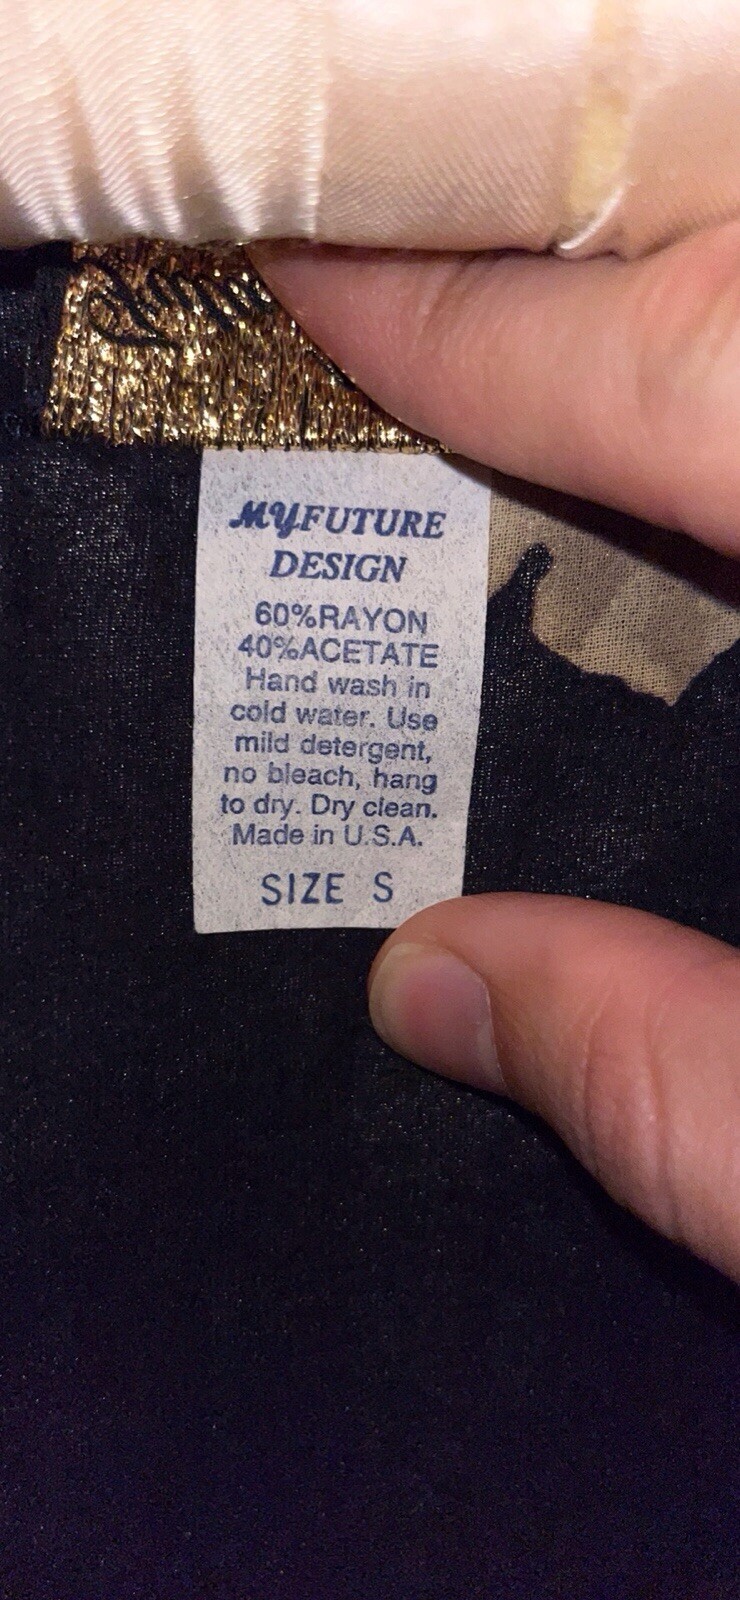 MYFUTURE
DESIGN
60%RAYON
40%ACETATE
Hand wash in
cold water. Use
mild detergent,
no bleach, hang
to dry. Dry clean.
Made in U.S.A.
SIZE S